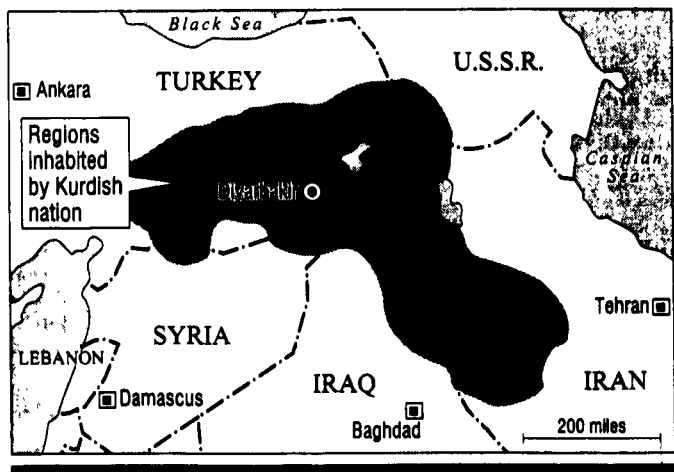 Black Sea
U.S.S.R.
TURKEY
Ankara
Regions
inhabited
by Kurdish
nation
Caspian
Sea
Diyarbakir
Tehran
SYRIA
LEBANON
IRAQ
IRAN
Damascus
Baghdad
200 miles